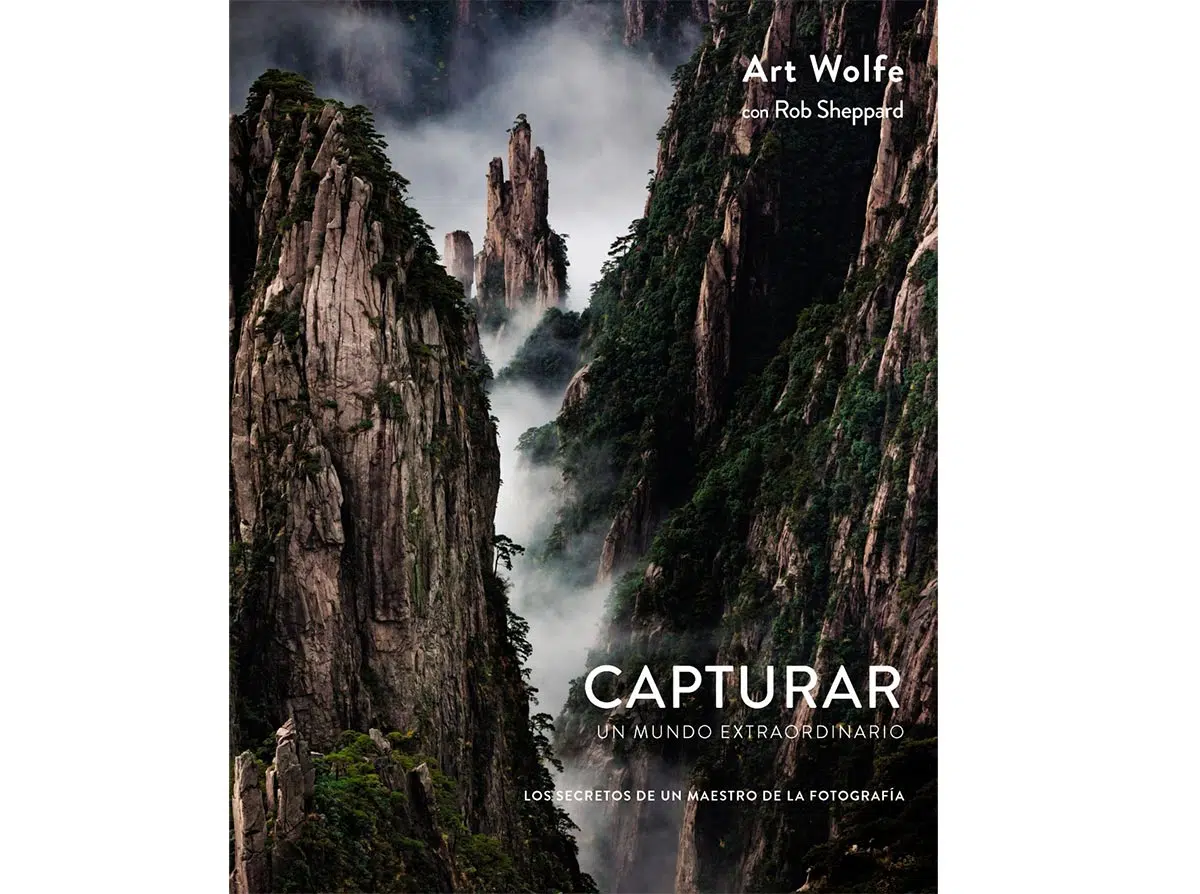 Art Wolfe
con Rob Sheppard
CAPTURAR
UN MUNDO EXTRAORDINARIO
LOS SECRETOS DE UN MAESTRO DE LA FOTOGRAFÍA